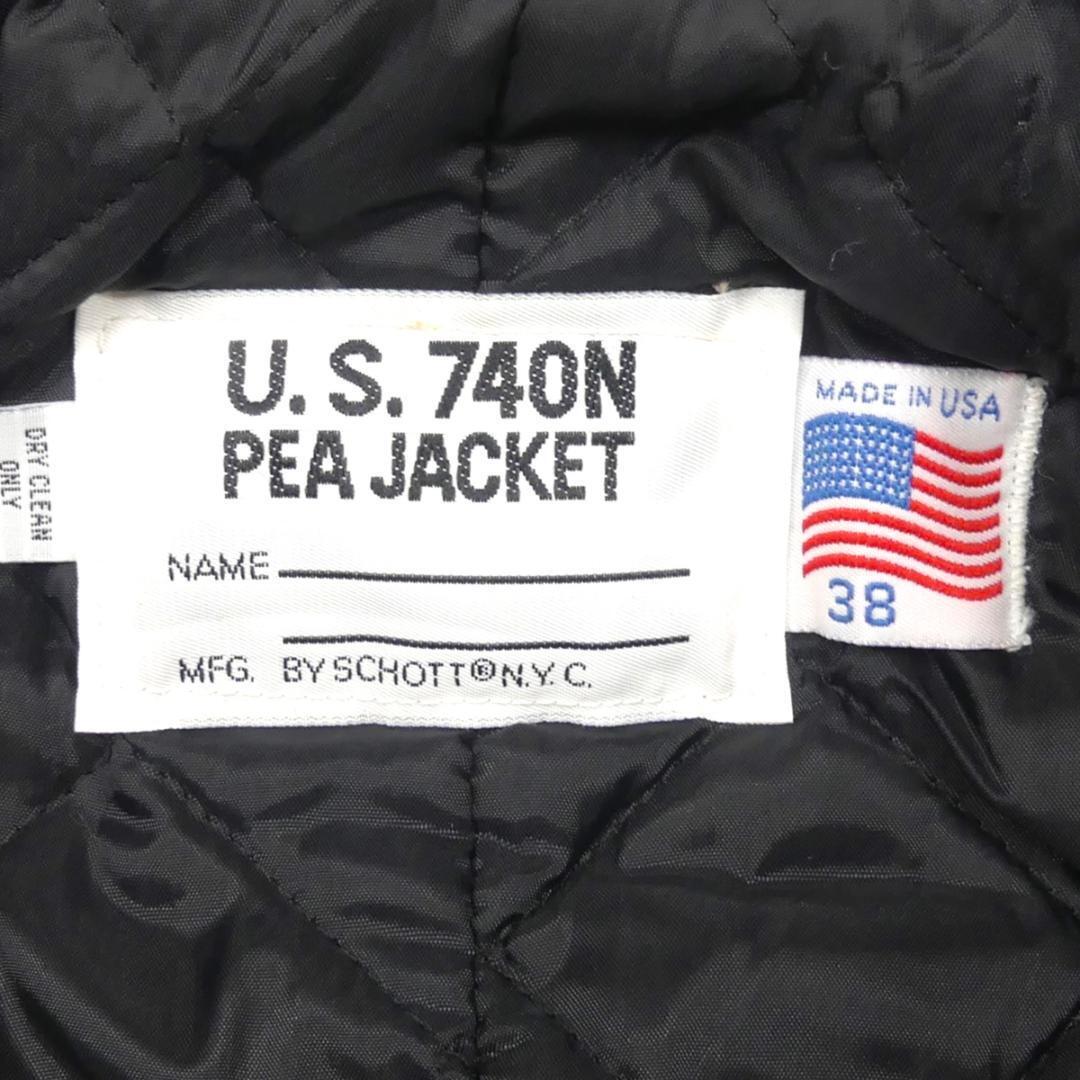 U. S. 740N
PEA JACKET
NAME
MFG. BY SCHOTT® N.Y.C.
MADE IN USA
38
DRY CLEAN
ONLY